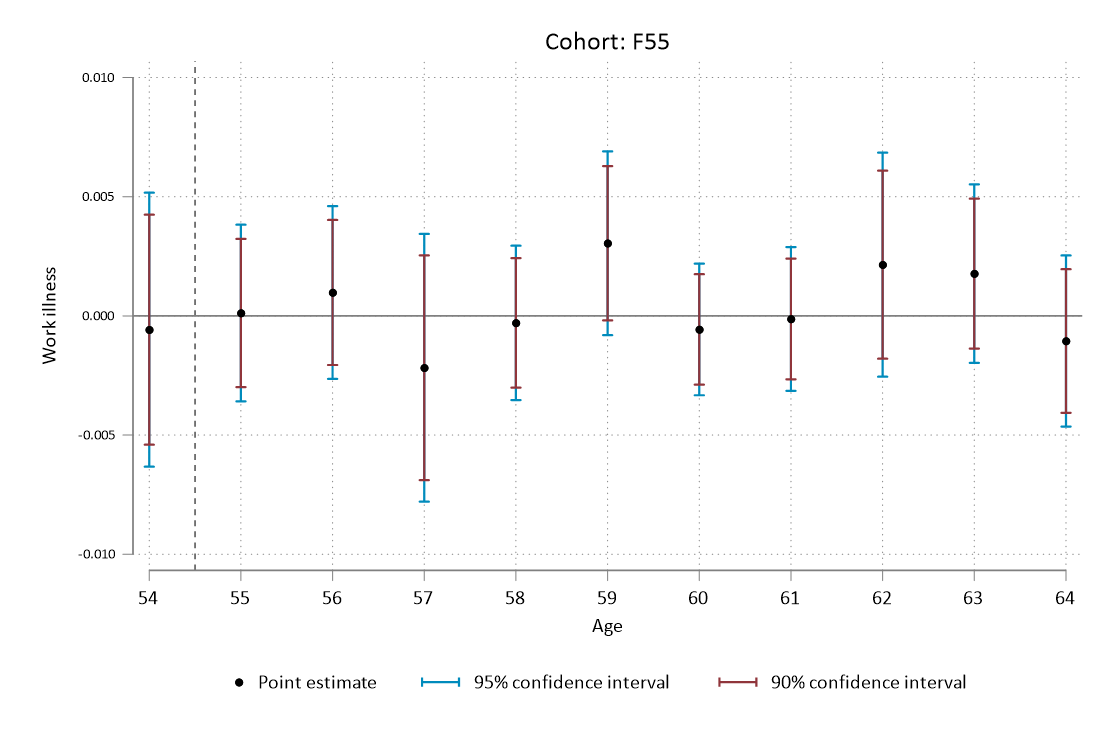 Cohort: F55
0.010
0.005
0.000
-0.005
-0.010
Work illness
54 55 56 57 58 59 60 61 62 63 64
Age
Point estimate 95% confidence interval 90% confidence interval